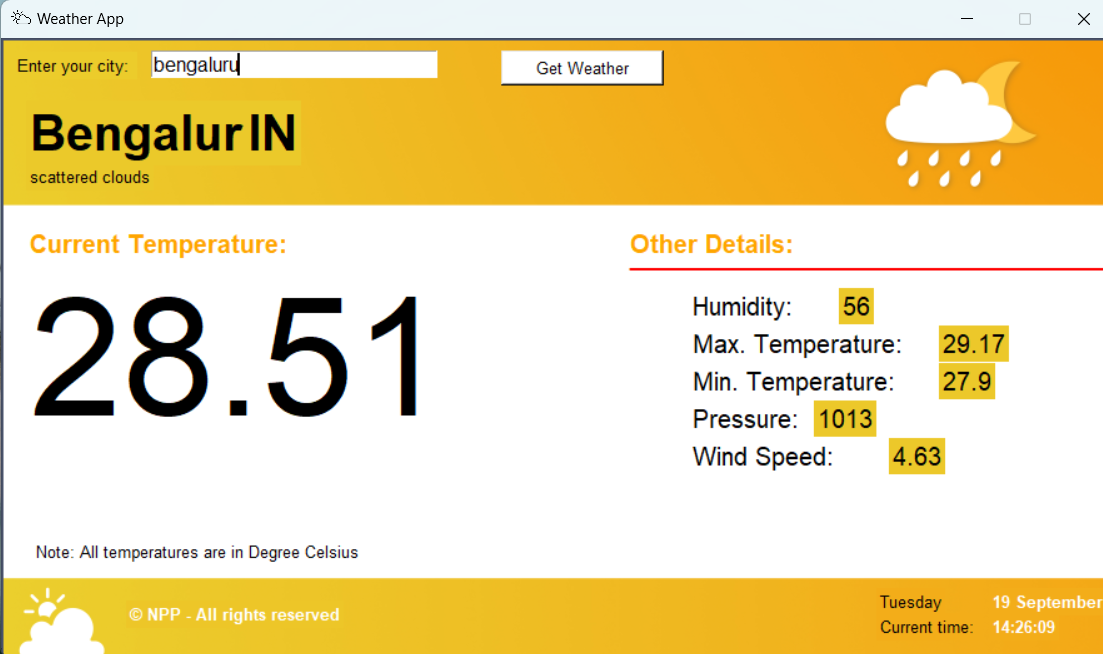 Weather App
Enter your city: bengaluru Get Weather
Bengalur IN
scattered clouds
Current Temperature:
28.51
Other Details:
Humidity: 56
Max. Temperature: 29.17
Min. Temperature: 27.9
Pressure: 1013
Wind Speed: 4.63
Note: All temperatures are in Degree Celsius
© NPP - All rights reserved
Tuesday 19 September
Current time: 14:26:09